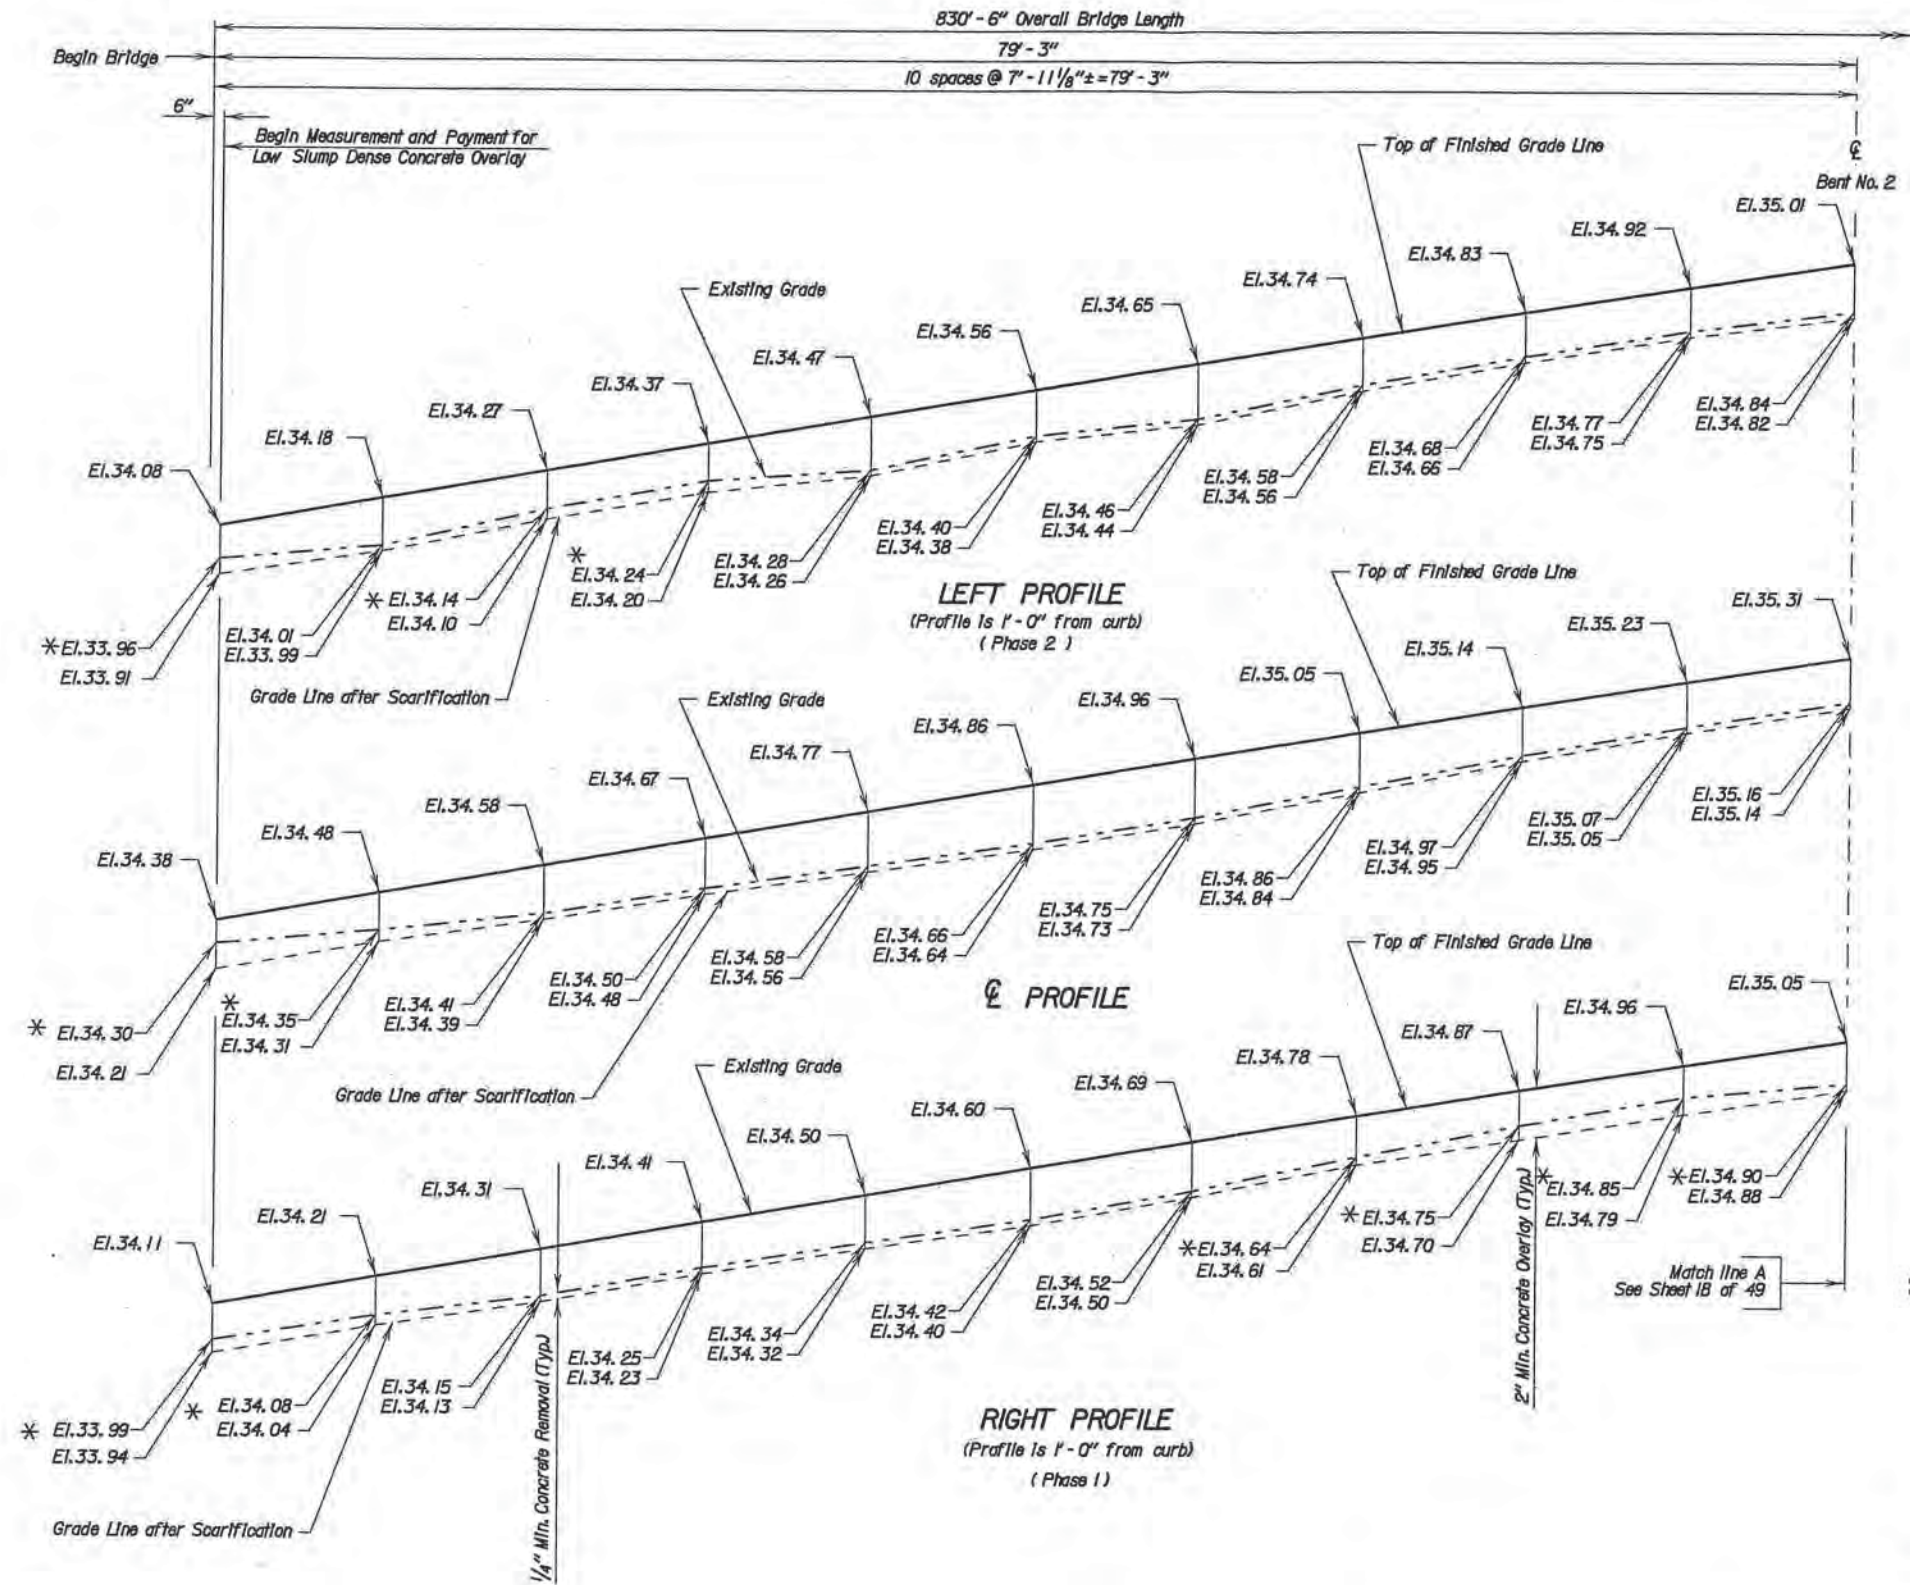 830'-6" Overall Bridge Length
Begin Bridge
79'-3"
10 spaces @ 7'-11 1/8"±=79'-3"
6"
Begin Measurement and Payment for
Low Slump Dense Concrete Overlay
Top of Finished Grade Line
℄
Bent No. 2
El.35.01
El.34.92
El.34.83
El.34.74
El.34.65
El.34.56
El.34.47
El.34.37
El.34.27
El.34.18
El.34.08
Existing Grade
* El.33.96
El.33.91
El.34.01
El.33.99
* El.34.14
El.34.10
*
El.34.24
El.34.20
El.34.28
El.34.26
El.34.40
El.34.38
El.34.46
El.34.44
El.34.58
El.34.56
El.34.68
El.34.66
El.34.77
El.34.75
El.34.84
El.34.82
Grade Line after Scarification
LEFT PROFILE
(Profile is 1'-0" from curb)
( Phase 2 )
Top of Finished Grade Line
Existing Grade
El.34.38
El.34.48
El.34.58
El.34.67
El.34.77
El.34.86
El.34.96
El.35.05
El.35.14
El.35.23
El.35.31
* El.34.30
El.34.21
*
El.34.35
El.34.31
El.34.41
El.34.39
El.34.50
El.34.48
El.34.58
El.34.56
El.34.66
El.34.64
El.34.75
El.34.73
El.34.86
El.34.84
El.34.97
El.34.95
El.35.07
El.35.05
El.35.16
El.35.14
Grade Line after Scarification
℄ PROFILE
Top of Finished Grade Line
Existing Grade
El.34.11
El.34.21
El.34.31
El.34.41
El.34.50
El.34.60
El.34.69
El.34.78
El.34.87
El.34.96
El.35.05
* El.33.99
El.33.94
* El.34.08
El.34.04
El.34.15
El.34.13
El.34.25
El.34.23
El.34.34
El.34.32
El.34.42
El.34.40
El.34.52
El.34.50
* El.34.64
El.34.61
* El.34.75
El.34.70
* El.34.85
El.34.79
* El.34.90
El.34.88
Grade Line after Scarification
1/4" Min. Concrete Removal (Typ.)
2" Min. Concrete Overlay (Typ.)
Match line A
See Sheet 18 of 49
RIGHT PROFILE
(Profile is 1'-0" from curb)
( Phase 1 )